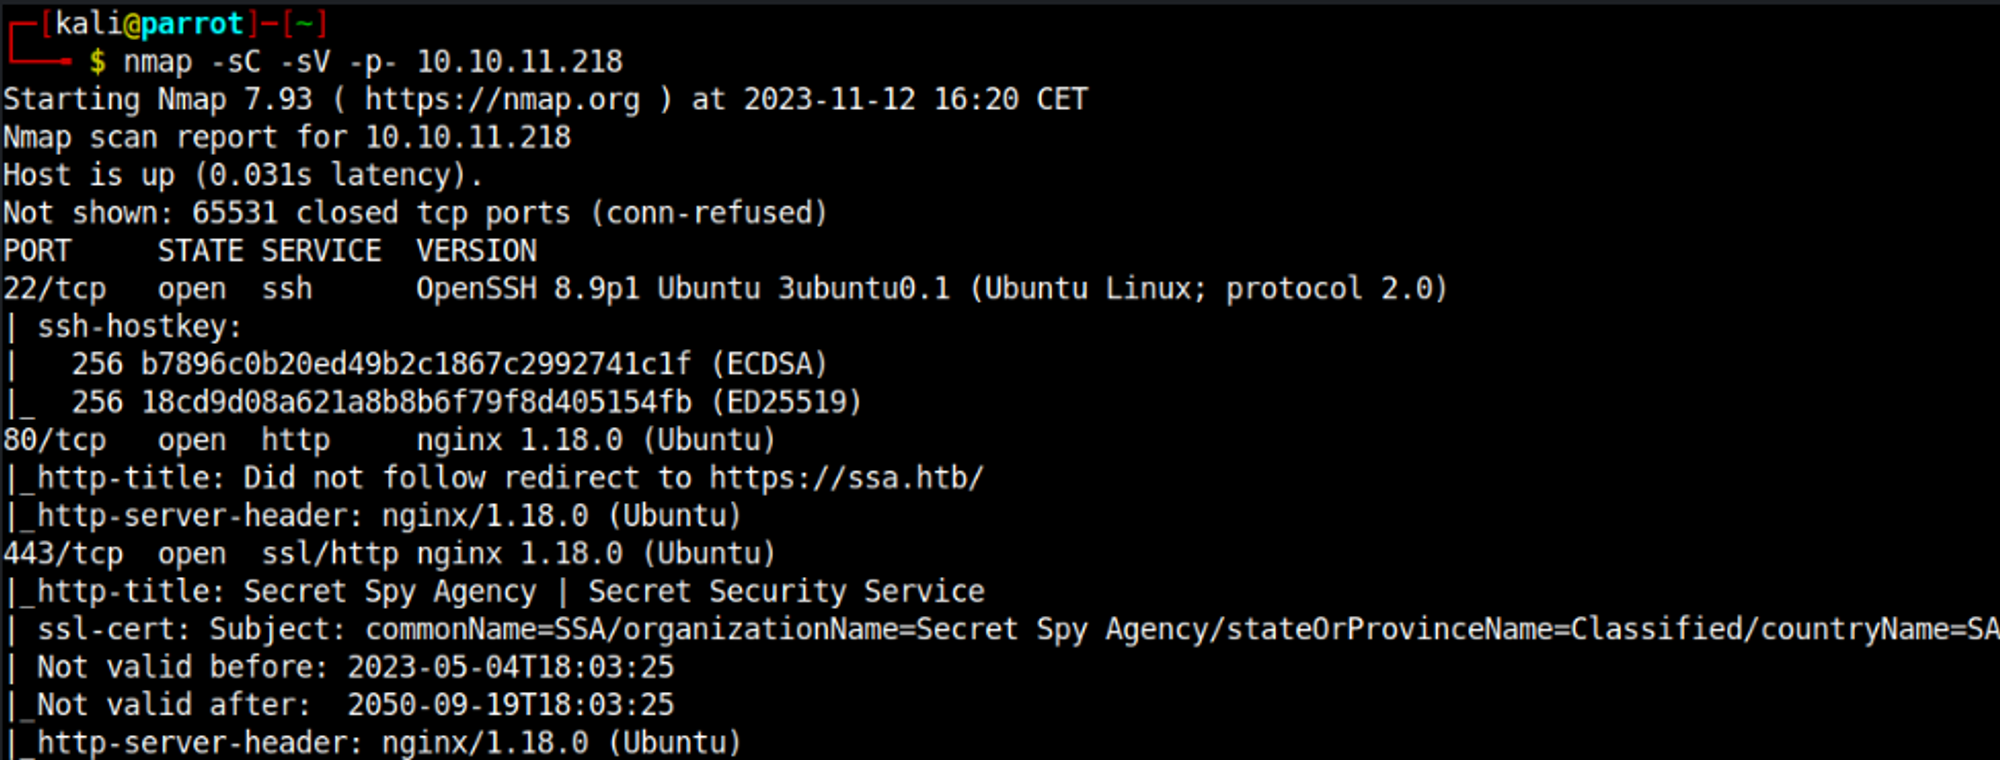 ┌─[kali@parrot]─[~]
└──╼ $ nmap -sC -sV -p- 10.10.11.218
Starting Nmap 7.93 ( https://nmap.org ) at 2023-11-12 16:20 CET
Nmap scan report for 10.10.11.218
Host is up (0.031s latency).
Not shown: 65531 closed tcp ports (conn-refused)
PORT     STATE SERVICE  VERSION
22/tcp   open  ssh      OpenSSH 8.9p1 Ubuntu 3ubuntu0.1 (Ubuntu Linux; protocol 2.0)
| ssh-hostkey:
|   256 b7896c0b20ed49b2c1867c2992741c1f (ECDSA)
|_  256 18cd9d08a621a8b8b6f79f8d405154fb (ED25519)
80/tcp   open  http     nginx 1.18.0 (Ubuntu)
|_http-title: Did not follow redirect to https://ssa.htb/
|_http-server-header: nginx/1.18.0 (Ubuntu)
443/tcp  open  ssl/http nginx 1.18.0 (Ubuntu)
|_http-title: Secret Spy Agency | Secret Security Service
| ssl-cert: Subject: commonName=SSA/organizationName=Secret Spy Agency/stateOrProvinceName=Classified/countryName=SA
| Not valid before: 2023-05-04T18:03:25
|_Not valid after:  2050-09-19T18:03:25
|_http-server-header: nginx/1.18.0 (Ubuntu)